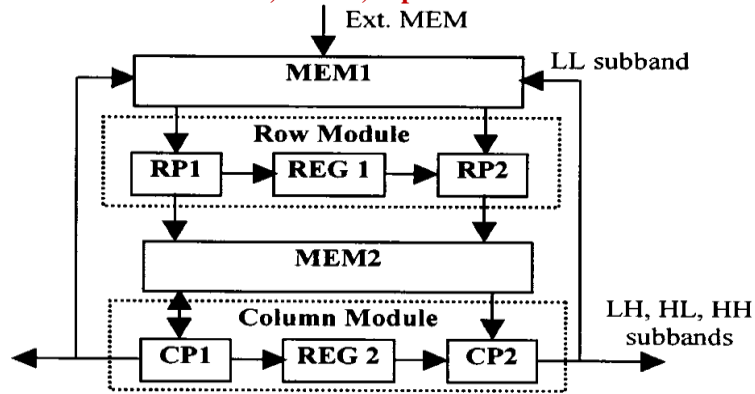 Ext. MEM
MEM1
LL subband
Row Module
RP1
REG 1
RP2
MEM2
Column Module
LH, HL, HH
subbands
CP1
REG 2
CP2